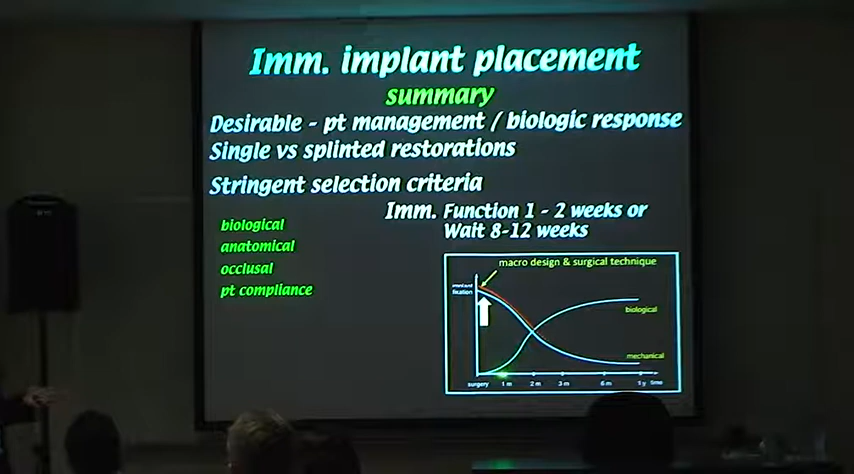 Imm. implant placement
summary
Desirable - pt management / biologic response
Single vs splinted restorations
Stringent selection criteria
Imm. Function 1 - 2 weeks or
Wait 8-12 weeks
biological
anatomical
occlusal
pt compliance
macro design & surgical technique
implant
fixation
biological
mechanical
surgery 1 m 2 m 3 m 6 m 1 y time